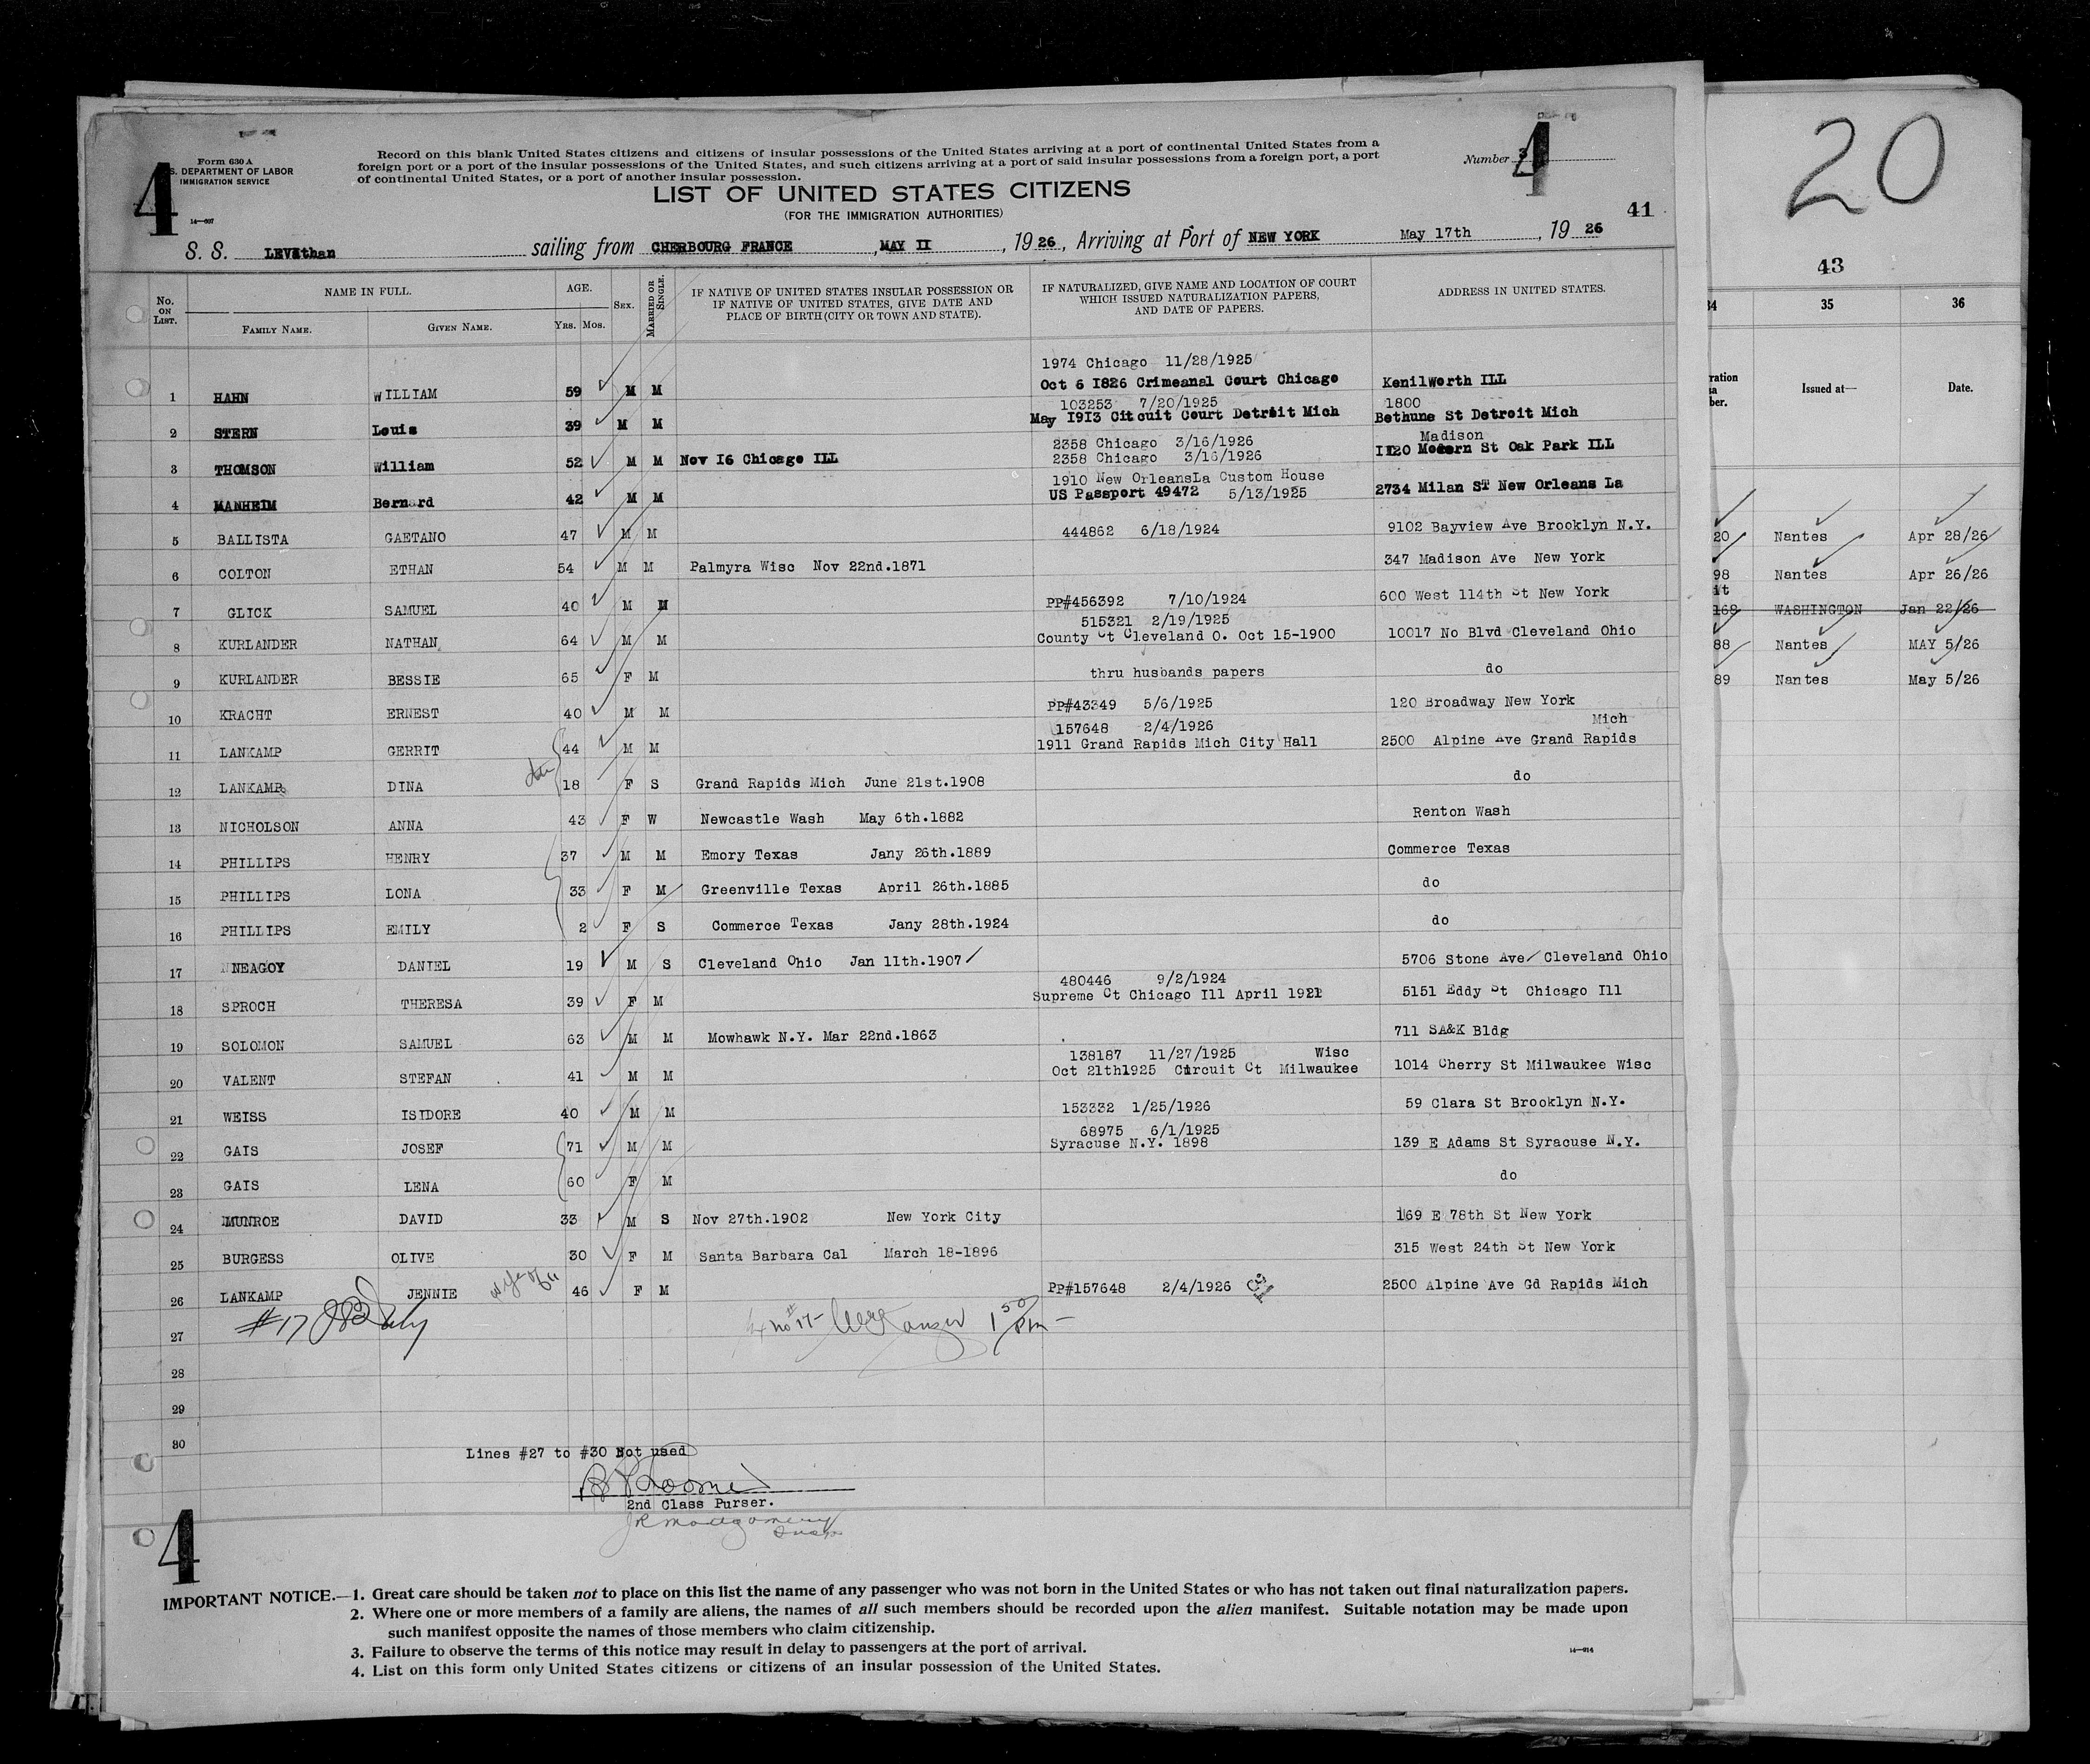 4
Form 630 A
S. DEPARTMENT OF LABOR
IMMIGRATION SERVICE
14—607
Record on this blank United States citizens and citizens of insular possessions of the United States arriving at a port of continental United States from a
foreign port or a port of the insular possessions of the United States, and such citizens arriving at a port of said insular possessions from a foreign port, a port
of continental United States, or a port of another insular possession.
LIST OF UNITED STATES CITIZENS
(FOR THE IMMIGRATION AUTHORITIES)
Number 3
4
41
S. S. LEViathan sailing from CHERBOURG FRANCE, MAY II, 1926, Arriving at Port of NEW YORK May 17th, 1926
No. ON LIST.
NAME IN FULL.
FAMILY NAME. GIVEN NAME.
AGE.
YRS. MOS.
SEX.
MARRIED OR SINGLE.
IF NATIVE OF UNITED STATES INSULAR POSSESSION OR
IF NATIVE OF UNITED STATES, GIVE DATE AND
PLACE OF BIRTH (CITY OR TOWN AND STATE).
IF NATURALIZED, GIVE NAME AND LOCATION OF COURT
WHICH ISSUED NATURALIZATION PAPERS,
AND DATE OF PAPERS.
ADDRESS IN UNITED STATES.
1974 Chicago 11/28/1925
1 HAHN WILLIAM 59 M M Oct 6 I826 Crimeanal Court Chicago Kenilworth ILL
103253 7/20/1925 1800
2 STERN Louis 39 M M May I9I3 Citcuit Court Detroit Mich Bethune St Detroit Mich
2358 Chicago 3/16/1926 Madison
3 THOMSON William 52 M M Nov I6 Chicago ILL 2358 Chicago 3/16/1926 II20 Modern St Oak Park ILL
1910 New OrleansLa Custom House
4 MANHEIM Bernard 42 M M US Passport 49472 5/13/1925 2734 Milan ST New Orleans La
5 BALLISTA GAETANO 47 M M 444862 6/18/1924 9102 Bayview Ave Brooklyn N.Y.
6 COLTON ETHAN 54 M M Palmyra Wisc Nov 22nd.1871 347 Madison Ave New York
7 GLICK SAMUEL 40 M M PP#456392 7/10/1924 600 West 114th St New York
515321 2/19/1925
8 KURLANDER NATHAN 64 M M County Ct Cleveland O. Oct 15-1900 10017 No Blvd Cleveland Ohio
9 KURLANDER BESSIE 65 F M thru husbands papers do
10 KRACHT ERNEST 40 M M PP#43349 5/6/1925 120 Broadway New York
157648 2/4/1926 Mich
11 LANKAMP GERRIT 44 M M 1911 Grand Rapids Mich City Hall 2500 Alpine Ave Grand Rapids
12 LANKAMP DINA 18 F S Grand Rapids Mich June 21st.1908 do
13 NICHOLSON ANNA 43 F W Newcastle Wash May 6th.1882 Renton Wash
14 PHILLIPS HENRY 37 M M Emory Texas Jany 26th.1889 Commerce Texas
15 PHILLIPS LONA 33 F M Greenville Texas April 26th.1885 do
16 PHILLIPS EMILY 2 F S Commerce Texas Jany 28th.1924 do
17 NEAGOY DANIEL 19 M S Cleveland Ohio Jan 11th.1907 5706 Stone Ave Cleveland Ohio
480446 9/2/1924
18 SPROCH THERESA 39 F M Supreme Ct Chicago Ill April 1921 5151 Eddy St Chicago Ill
19 SOLOMON SAMUEL 63 M M Mowhawk N.Y. Mar 22nd.1863 711 SA&K Bldg
138187 11/27/1925 Wisc
20 VALENT STEFAN 41 M M Oct 21th1925 Circuit Ct Milwaukee 1014 Cherry St Milwaukee Wisc
21 WEISS ISIDORE 40 M M 153332 1/25/1926 59 Clara St Brooklyn N.Y.
68975 6/1/1925
22 GAIS JOSEF 71 M M Syracuse N.Y. 1898 139 E Adams St Syracuse N.Y.
23 GAIS LENA 60 F M do
24 MUNROE DAVID 33 M S Nov 27th.1902 New York City 169 E 78th St New York
25 BURGESS OLIVE 30 F M Santa Barbara Cal March 18-1896 315 West 24th St New York
26 LANKAMP JENNIE 46 F M PP#157648 2/4/1926 2500 Alpine Ave Gd Rapids Mich
#17
27
28
29
30
Lines #27 to #30 Not used
2nd Class Purser.
JR Montgomery
4
IMPORTANT NOTICE.—1. Great care should be taken not to place on this list the name of any passenger who was not born in the United States or who has not taken out final naturalization papers.
2. Where one or more members of a family are aliens, the names of all such members should be recorded upon the alien manifest. Suitable notation may be made upon
such manifest opposite the names of those members who claim citizenship.
3. Failure to observe the terms of this notice may result in delay to passengers at the port of arrival.
4. List on this form only United States citizens or citizens of an insular possession of the United States.
14—914
20
43
34 35 36
ration
sa
ber.
Issued at—
Date.
20 Nantes Apr 28/26
98 Nantes Apr 26/26
it
168 WASHINGTON Jan 22/26
88 Nantes MAY 5/26
89 Nantes May 5/26